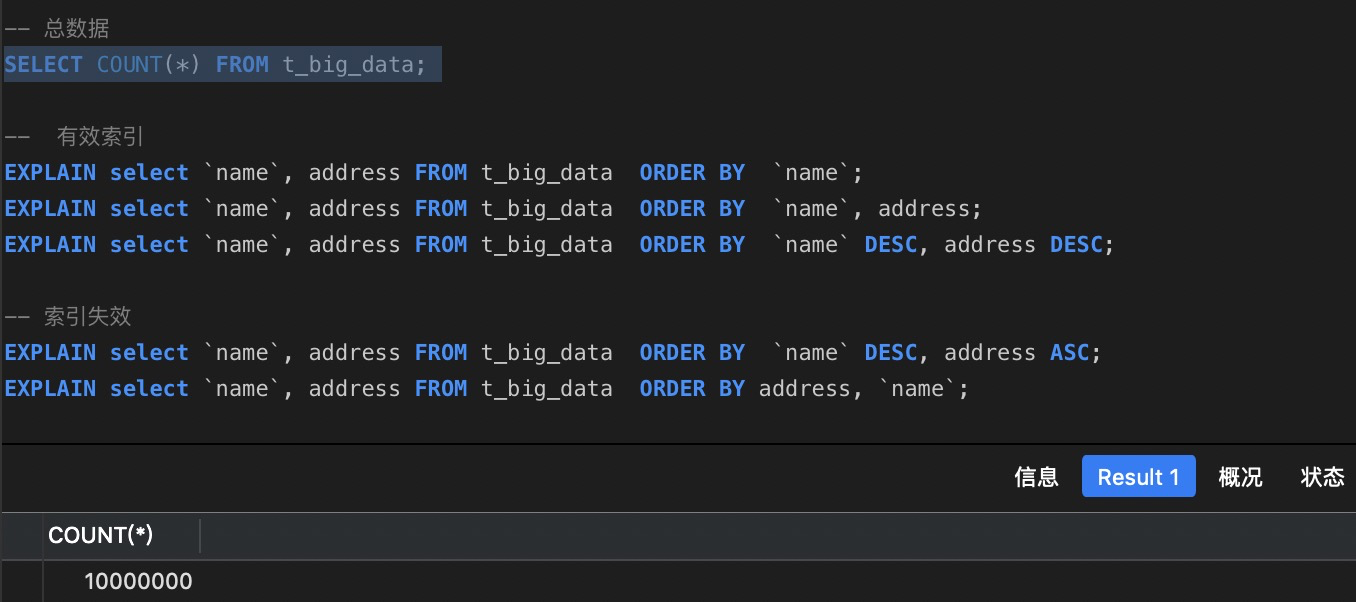 -- 总数据
SELECT COUNT(*) FROM t_big_data;
-- 有效索引
EXPLAIN select `name`, address FROM t_big_data ORDER BY `name`;
EXPLAIN select `name`, address FROM t_big_data ORDER BY `name`, address;
EXPLAIN select `name`, address FROM t_big_data ORDER BY `name` DESC, address DESC;
-- 索引失效
EXPLAIN select `name`, address FROM t_big_data ORDER BY `name` DESC, address ASC;
EXPLAIN select `name`, address FROM t_big_data ORDER BY address, `name`;
信息 Result 1 概况 状态
COUNT(*)
10000000